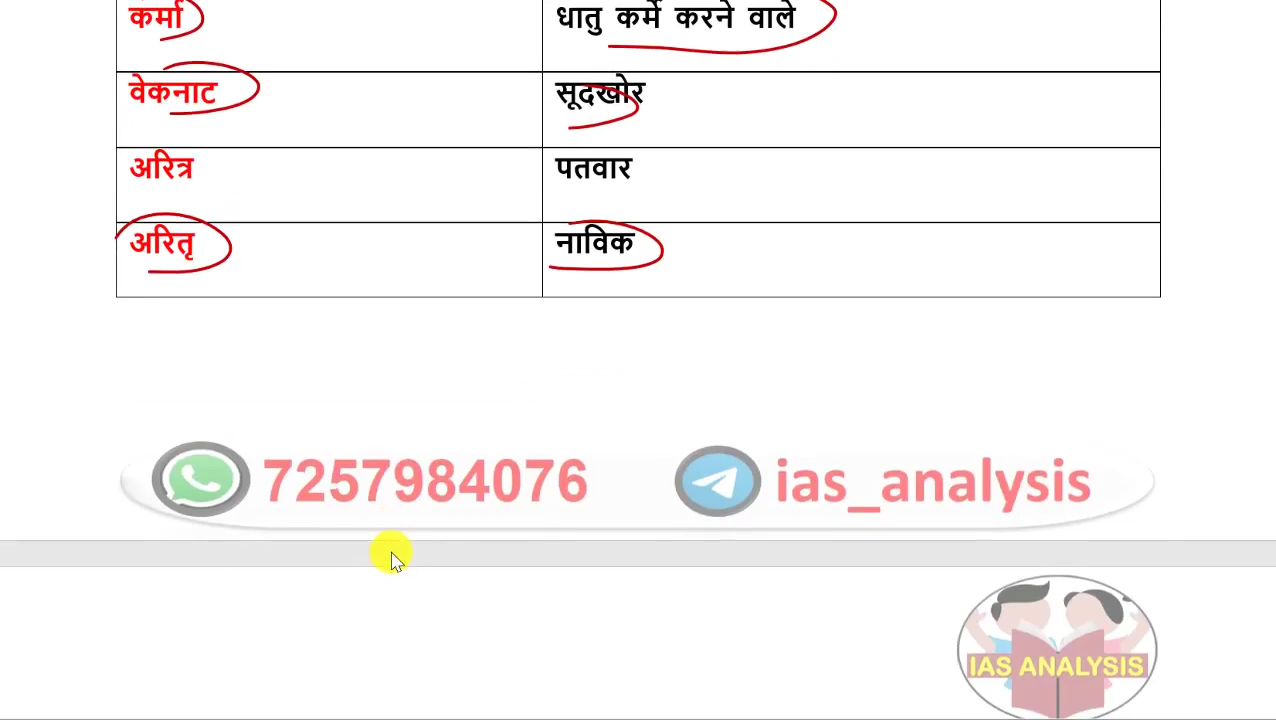 कर्मा धातु कर्मे करने वाले
वेकनाट सूदखोर
अरित्र पतवार
अरितृ नाविक
7257984076 ias_analysis
IAS ANALYSIS